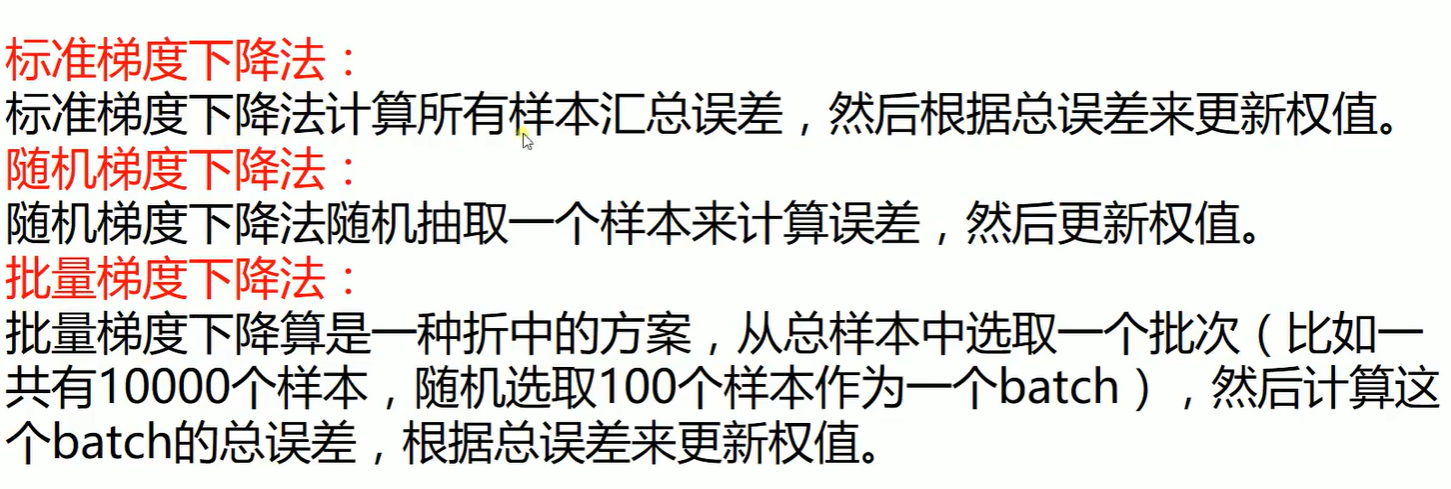 标准梯度下降法：
标准梯度下降法计算所有样本汇总误差，然后根据总误差来更新权值。
随机梯度下降法：
随机梯度下降法随机抽取一个样本来计算误差，然后更新权值。
批量梯度下降法：
批量梯度下降算是一种折中的方案，从总样本中选取一个批次（比如一
共有10000个样本，随机选取100个样本作为一个batch），然后计算这
个batch的总误差，根据总误差来更新权值。